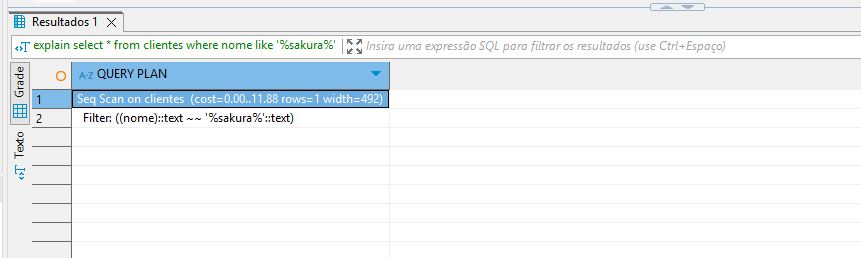 Resultados 1
explain select * from clientes where nome like '%sakura%'
Insira uma expressão SQL para filtrar os resultados (use Ctrl+Espaço)
Grade
Texto
A-Z QUERY PLAN
1 Seq Scan on clientes (cost=0.00..11.88 rows=1 width=492)
2 Filter: ((nome)::text ~~ '%sakura%'::text)